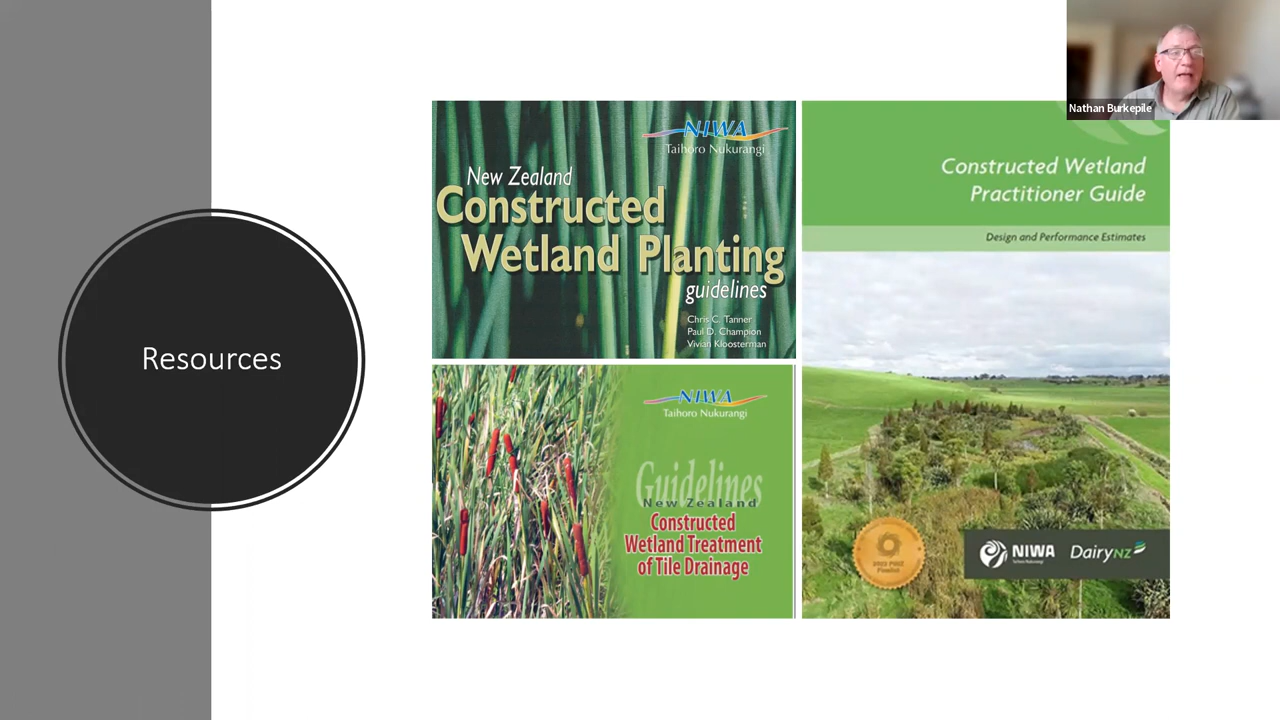 Resources
NIWA
Taihoro Nukurangi
New Zealand
Constructed
Wetland Planting
guidelines
Chris C. Tanner
Paul D. Champion
Vivian Kloosterman
NIWA
Taihoro Nukurangi
Guidelines
New Zealand
Constructed
Wetland Treatment
of Tile Drainage
Constructed Wetland
Practitioner Guide
Design and Performance Estimates
NIWA
Taihoro Nukurangi
DairyNZ
Nathan Burkepile